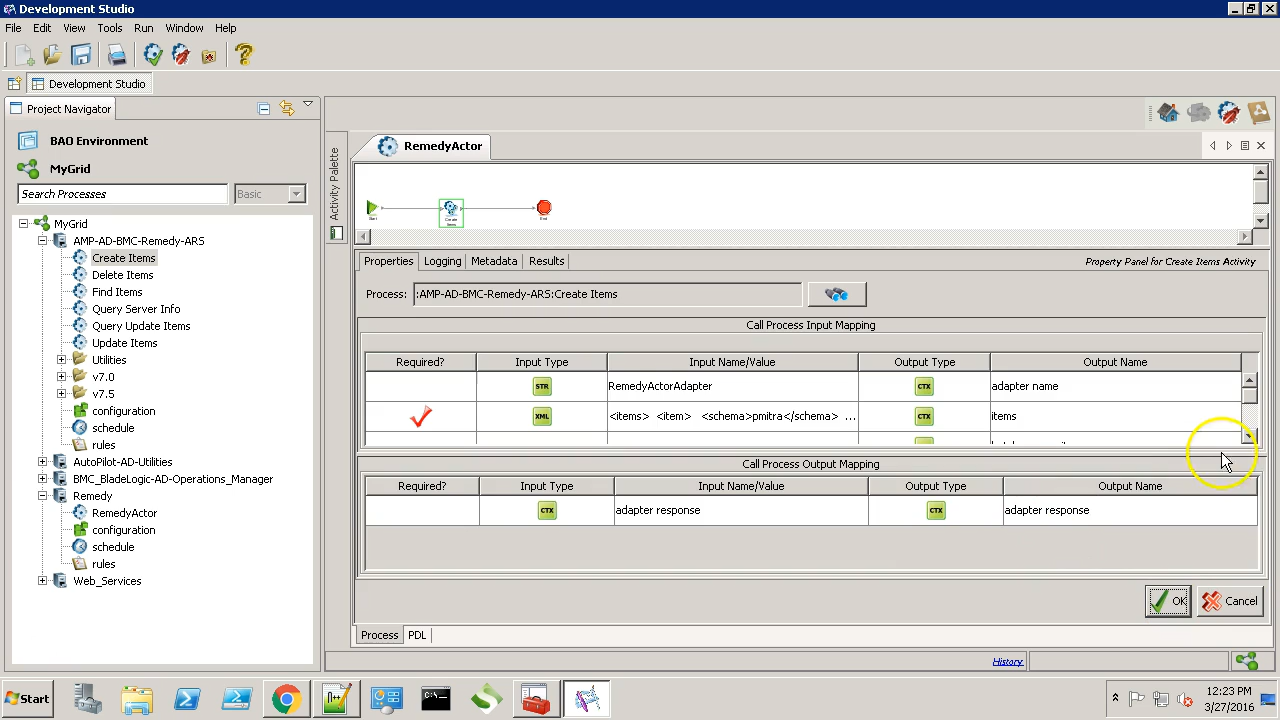 Development Studio
File Edit View Tools Run Window Help
Development Studio
Project Navigator
BAO Environment
MyGrid
Search Processes Basic
MyGrid
AMP-AD-BMC-Remedy-ARS
Create Items
Delete Items
Find Items
Query Server Info
Query Update Items
Update Items
Utilities
v7.0
v7.5
configuration
schedule
rules
AutoPilot-AD-Utilities
BMC_BladeLogic-AD-Operations_Manager
Remedy
RemedyActor
configuration
schedule
rules
Web_Services
Activity Palette
RemedyActor
Start
Create Items
End
Properties Logging Metadata Results
Property Panel for Create Items Activity
Process: :AMP-AD-BMC-Remedy-ARS:Create Items
Call Process Input Mapping
Required? Input Type Input Name/Value Output Type Output Name
STR RemedyActorAdapter CTX adapter name
XML <items> <item> <schema>pmitra</schema> ... CTX items
Call Process Output Mapping
Required? Input Type Input Name/Value Output Type Output Name
CTX adapter response CTX adapter response
OK Cancel
Process PDL
History
Start
12:23 PM
3/27/2016